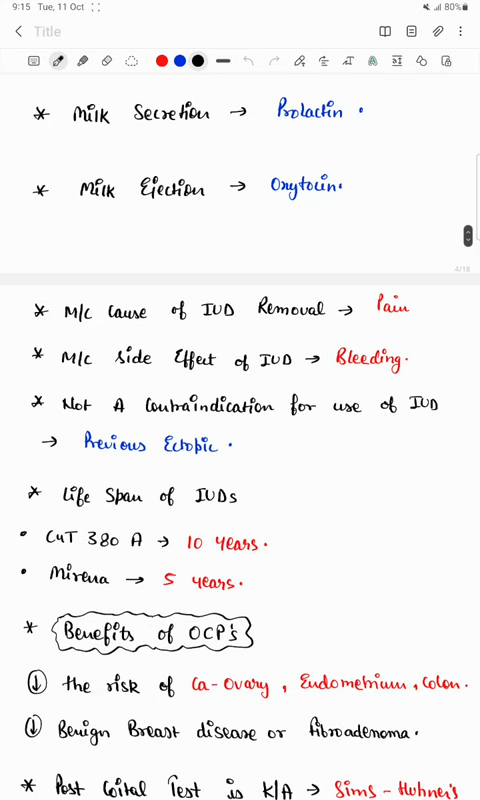 9:15 Tue, 11 Oct
80%
Title
* Milk Secretion → Prolactin.
* Milk Ejection → Oxytocin.
4/18
* M/C Cause of IUD Removal → Pain
* M/C Side Effect of IUD → Bleeding.
* Not A Contraindication for use of IUD
→ Previous Ectopic.
* Life Span of IUDs
• CuT 380 A → 10 years.
• Mirena → 5 years.
* Benefits of OCP's
↓ the risk of Ca-Ovary, Endometrium, Colon.
↓ Benign Breast disease or fibroadenoma.
* Post Coital Test is K/A → Sims-Huhner's